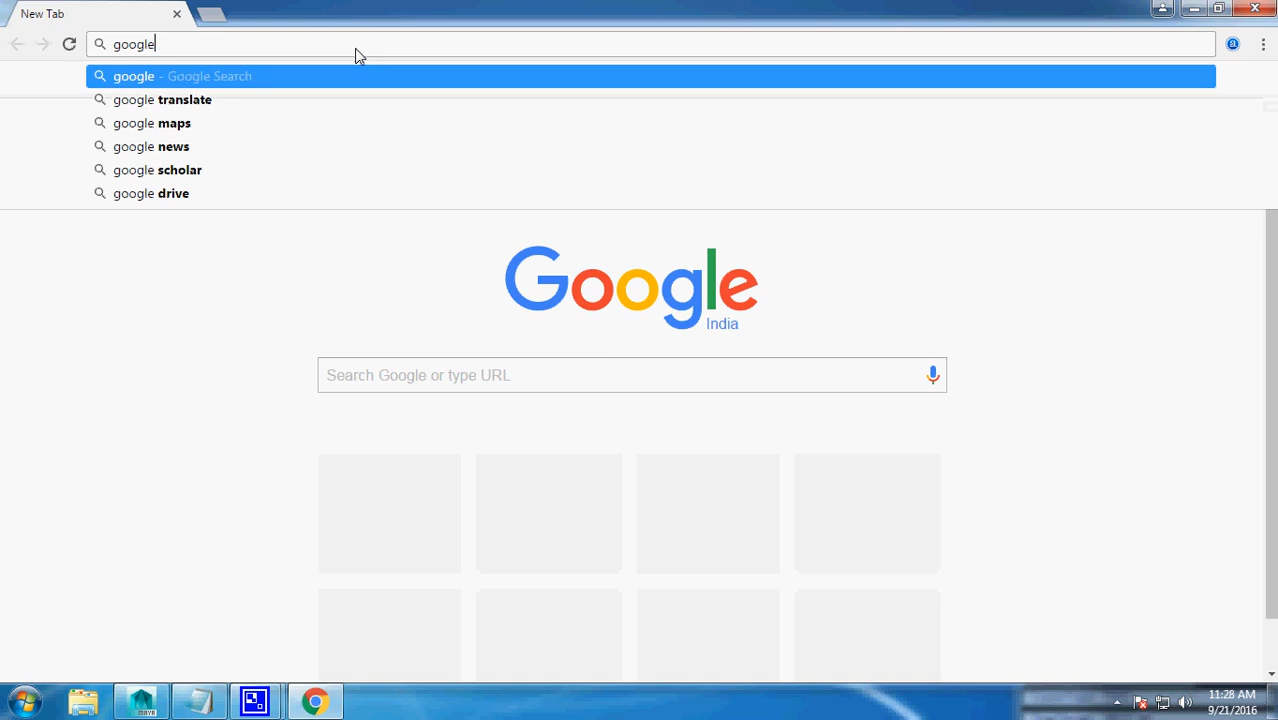 New Tab
google
google - Google Search
google translate
google maps
google news
google scholar
google drive
Google
India
Search Google or type URL
MAYA
11:28 AM
9/21/2016